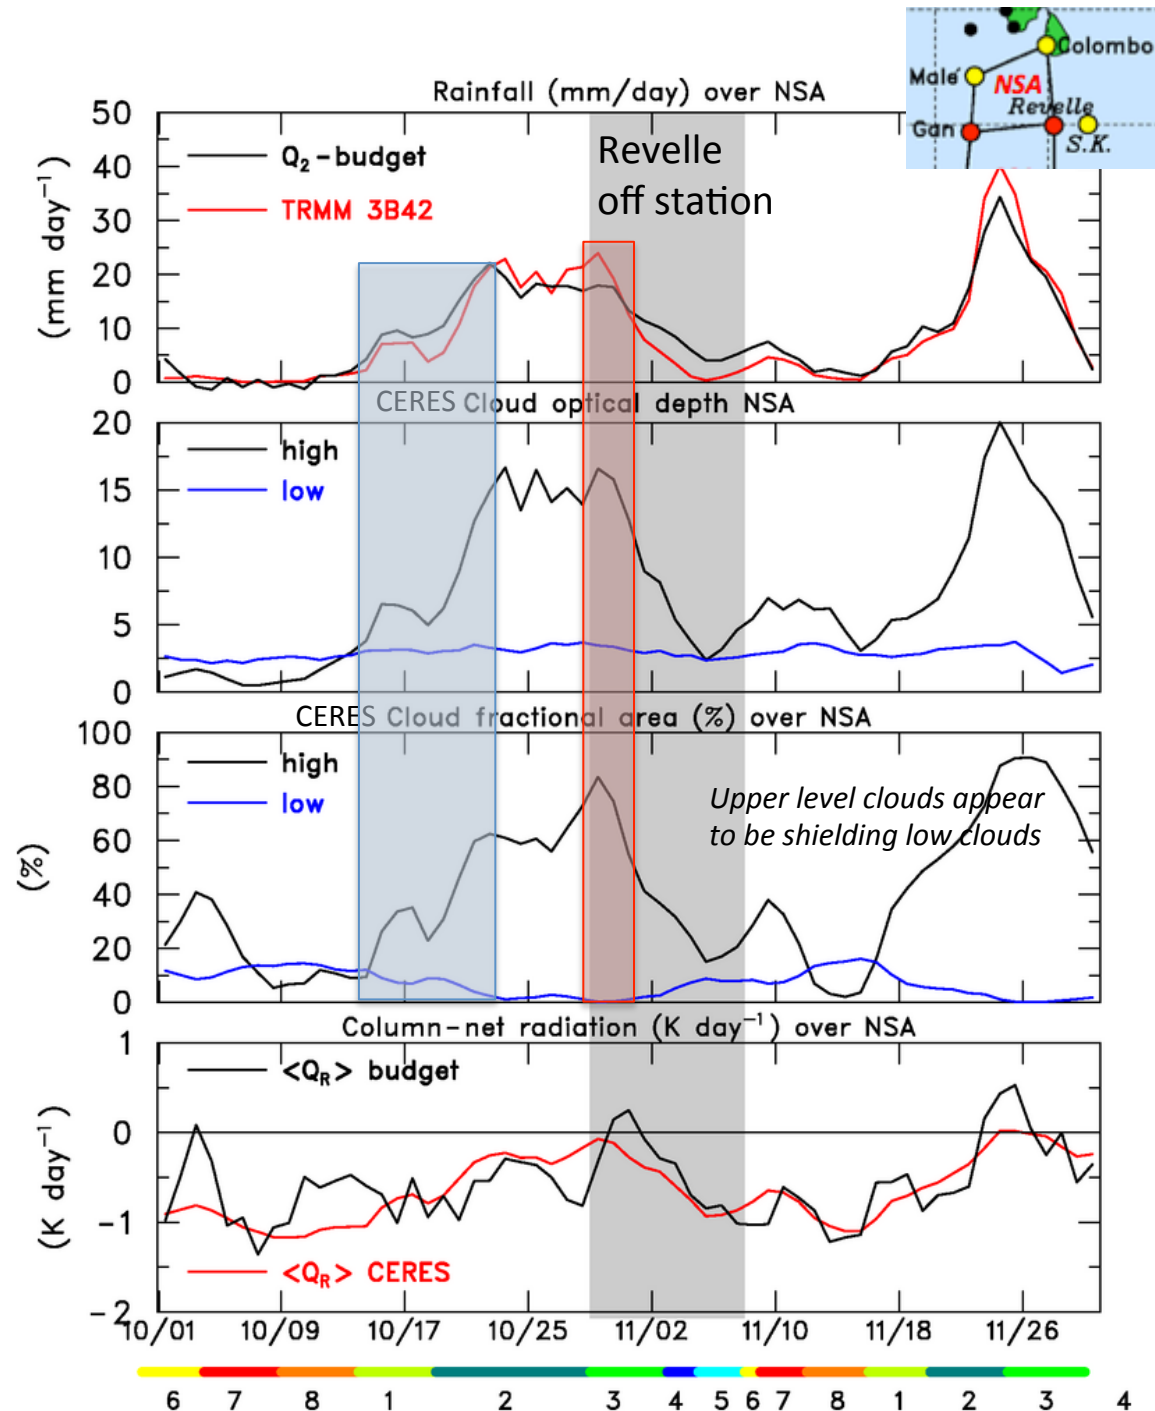 Colombo
Malé
NSA
Revelle
Gan
S.K.
Rainfall (mm/day) over NSA
50
40
30
20
10
0
(mm day⁻¹)
Q₂-budget
TRMM 3B42
Revelle
off station
CERES Cloud optical depth NSA
20
15
10
5
0
high
low
CERES Cloud fractional area (%) over NSA
100
80
60
40
20
0
(%)
high
low
Upper level clouds appear
to be shielding low clouds
Column-net radiation (K day⁻¹) over NSA
1
0
-1
-2
(K day⁻¹)
<Q_R> budget
<Q_R> CERES
10/01 10/09 10/17 10/25 11/02 11/10 11/18 11/26
6 7 8 1 2 3 4 5 6 7 8 1 2 3 4